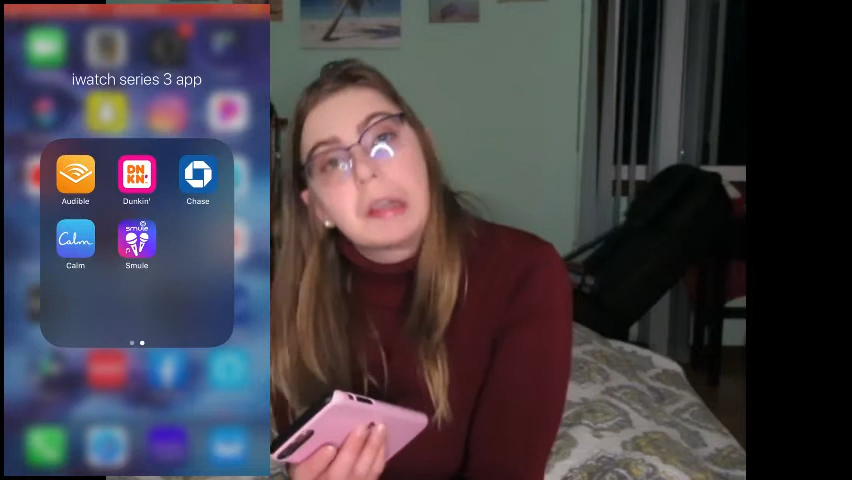 iwatch series 3 app
DN
KN'
Audible
Dunkin'
Chase
Calm
smule
Calm
Smule